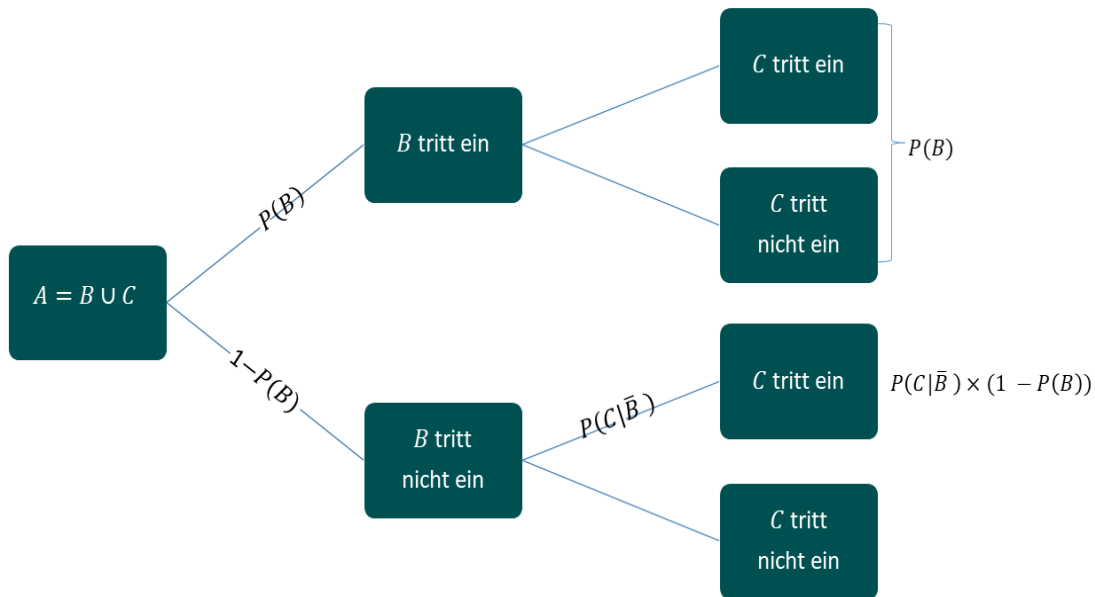 A = B ∪ C
P(B)
1−P(B)
B tritt ein
B tritt
nicht ein
P(C|B̄ )
C tritt ein
C tritt
nicht ein
P(B)
C tritt ein
P(C|B̄ ) × (1 − P(B))
C tritt
nicht ein